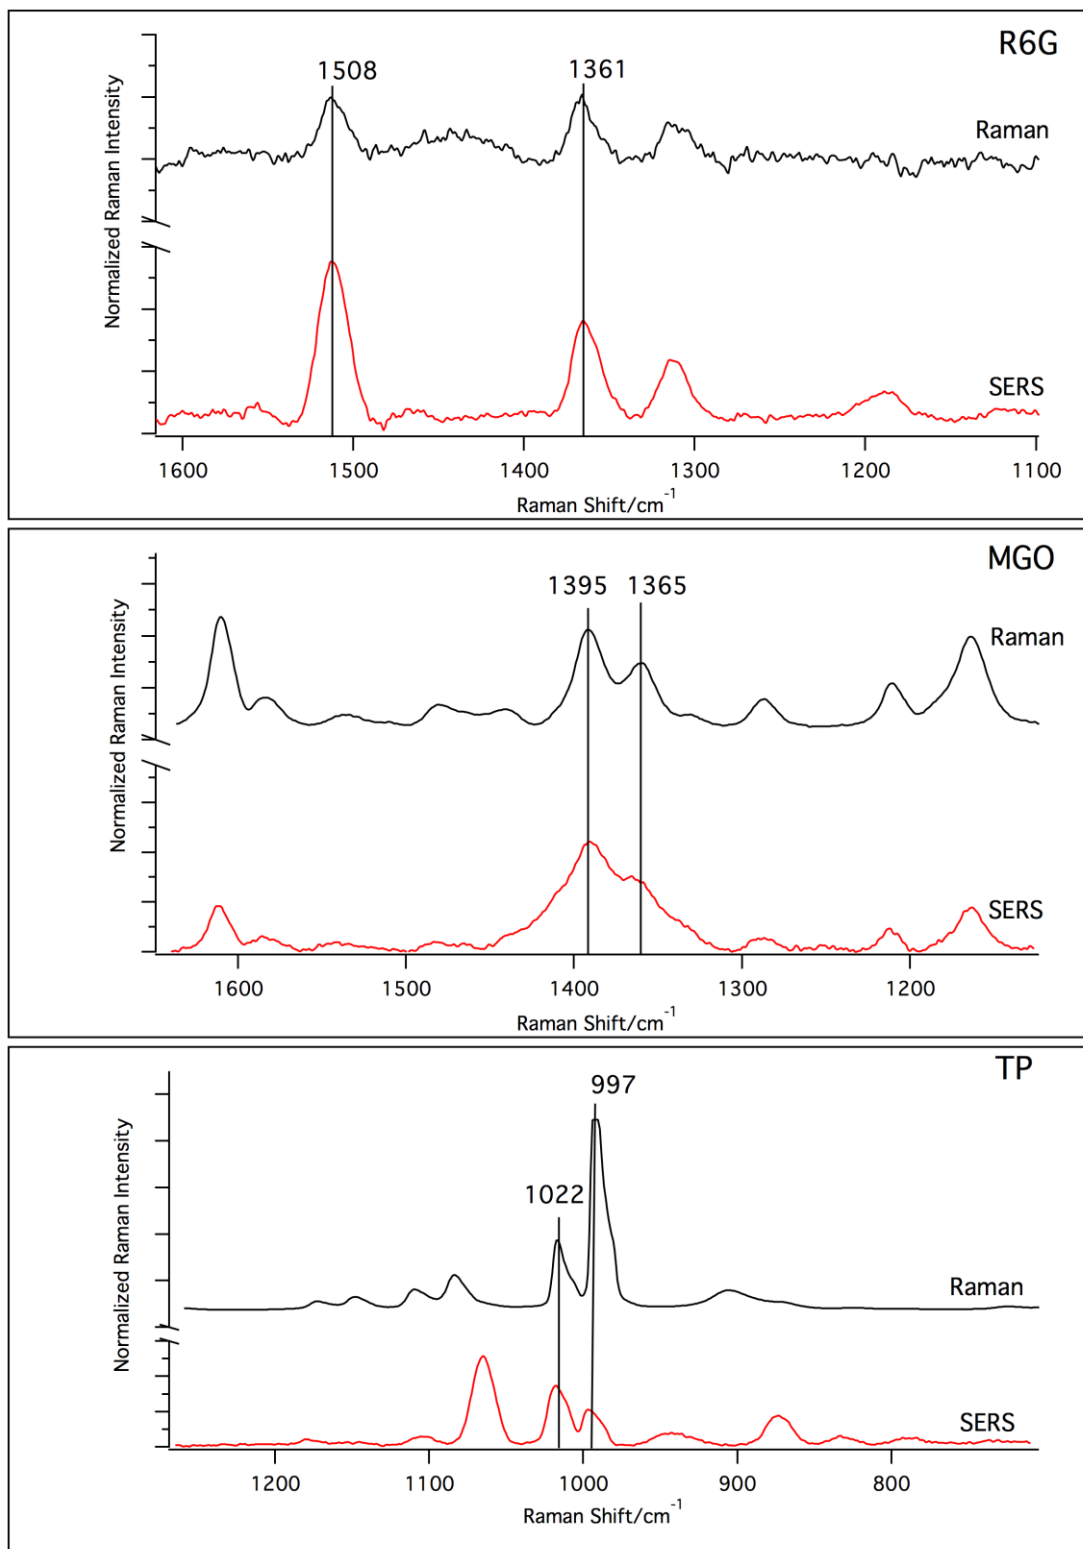 R6G
1508
1361
Raman
SERS
Normalized Raman Intensity
1600 1500 1400 1300 1200 1100
Raman Shift/cm⁻¹
MGO
1395 1365
Raman
SERS
Normalized Raman Intensity
1600 1500 1400 1300 1200
Raman Shift/cm⁻¹
TP
997
1022
Raman
SERS
Normalized Raman Intensity
1200 1100 1000 900 800
Raman Shift/cm⁻¹